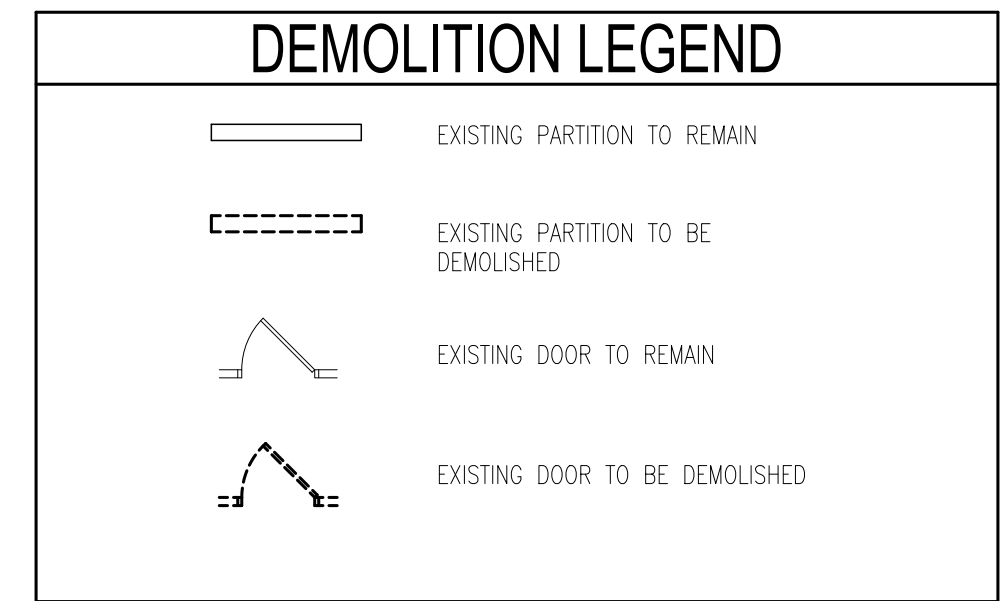 DEMOLITION LEGEND
EXISTING PARTITION TO REMAIN
EXISTING PARTITION TO BE
DEMOLISHED
EXISTING DOOR TO REMAIN
EXISTING DOOR TO BE DEMOLISHED